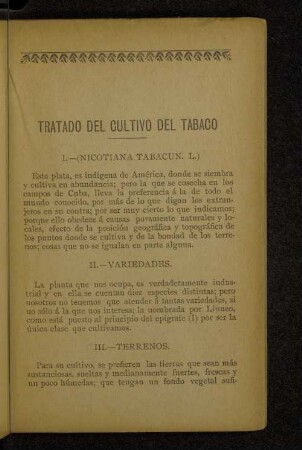 TRATADO DEL CULTIVO DEL TABACO
I.—(NICOTIANA TABACUN. L.)
Esta plata, es indígena de América, donde se siembra
y cultiva en abundancia; pero la que se cosecha en los
campos de Cuba, lleva la preferencia á la de todo el
mundo conocido, por más de lo que digan los extran-
jeros en su contra; por ser muy cierto lo que indicamos;
porque ello obedece á causas puramente naturales y lo-
cales, efecto de la posición geográfica y topográfica de
los puntos donde se cultiva y de la bondad de los terre-
nos; cosas que no se igualan en parte alguna.
II.—VARIEDADES.
La planta que nos ocupa, es verdaderamente indus-
trial y en ella se cuentan diez especies distintas; pero
nosotros no tenemos que atender á tantas variedades, si
no sólo á la que nos interesa; la nombrada por Linneo,
como está puesto al principio del epígrafe (I) por ser la
única clase que cultivamos.
III.—TERRENOS.
Para su cultivo, se prefieren las tierras que sean más
sustanciosas, sueltas y medianamente fuertes, frescas y
un poco húmedas; que tengan un fondo vegetal sufi-